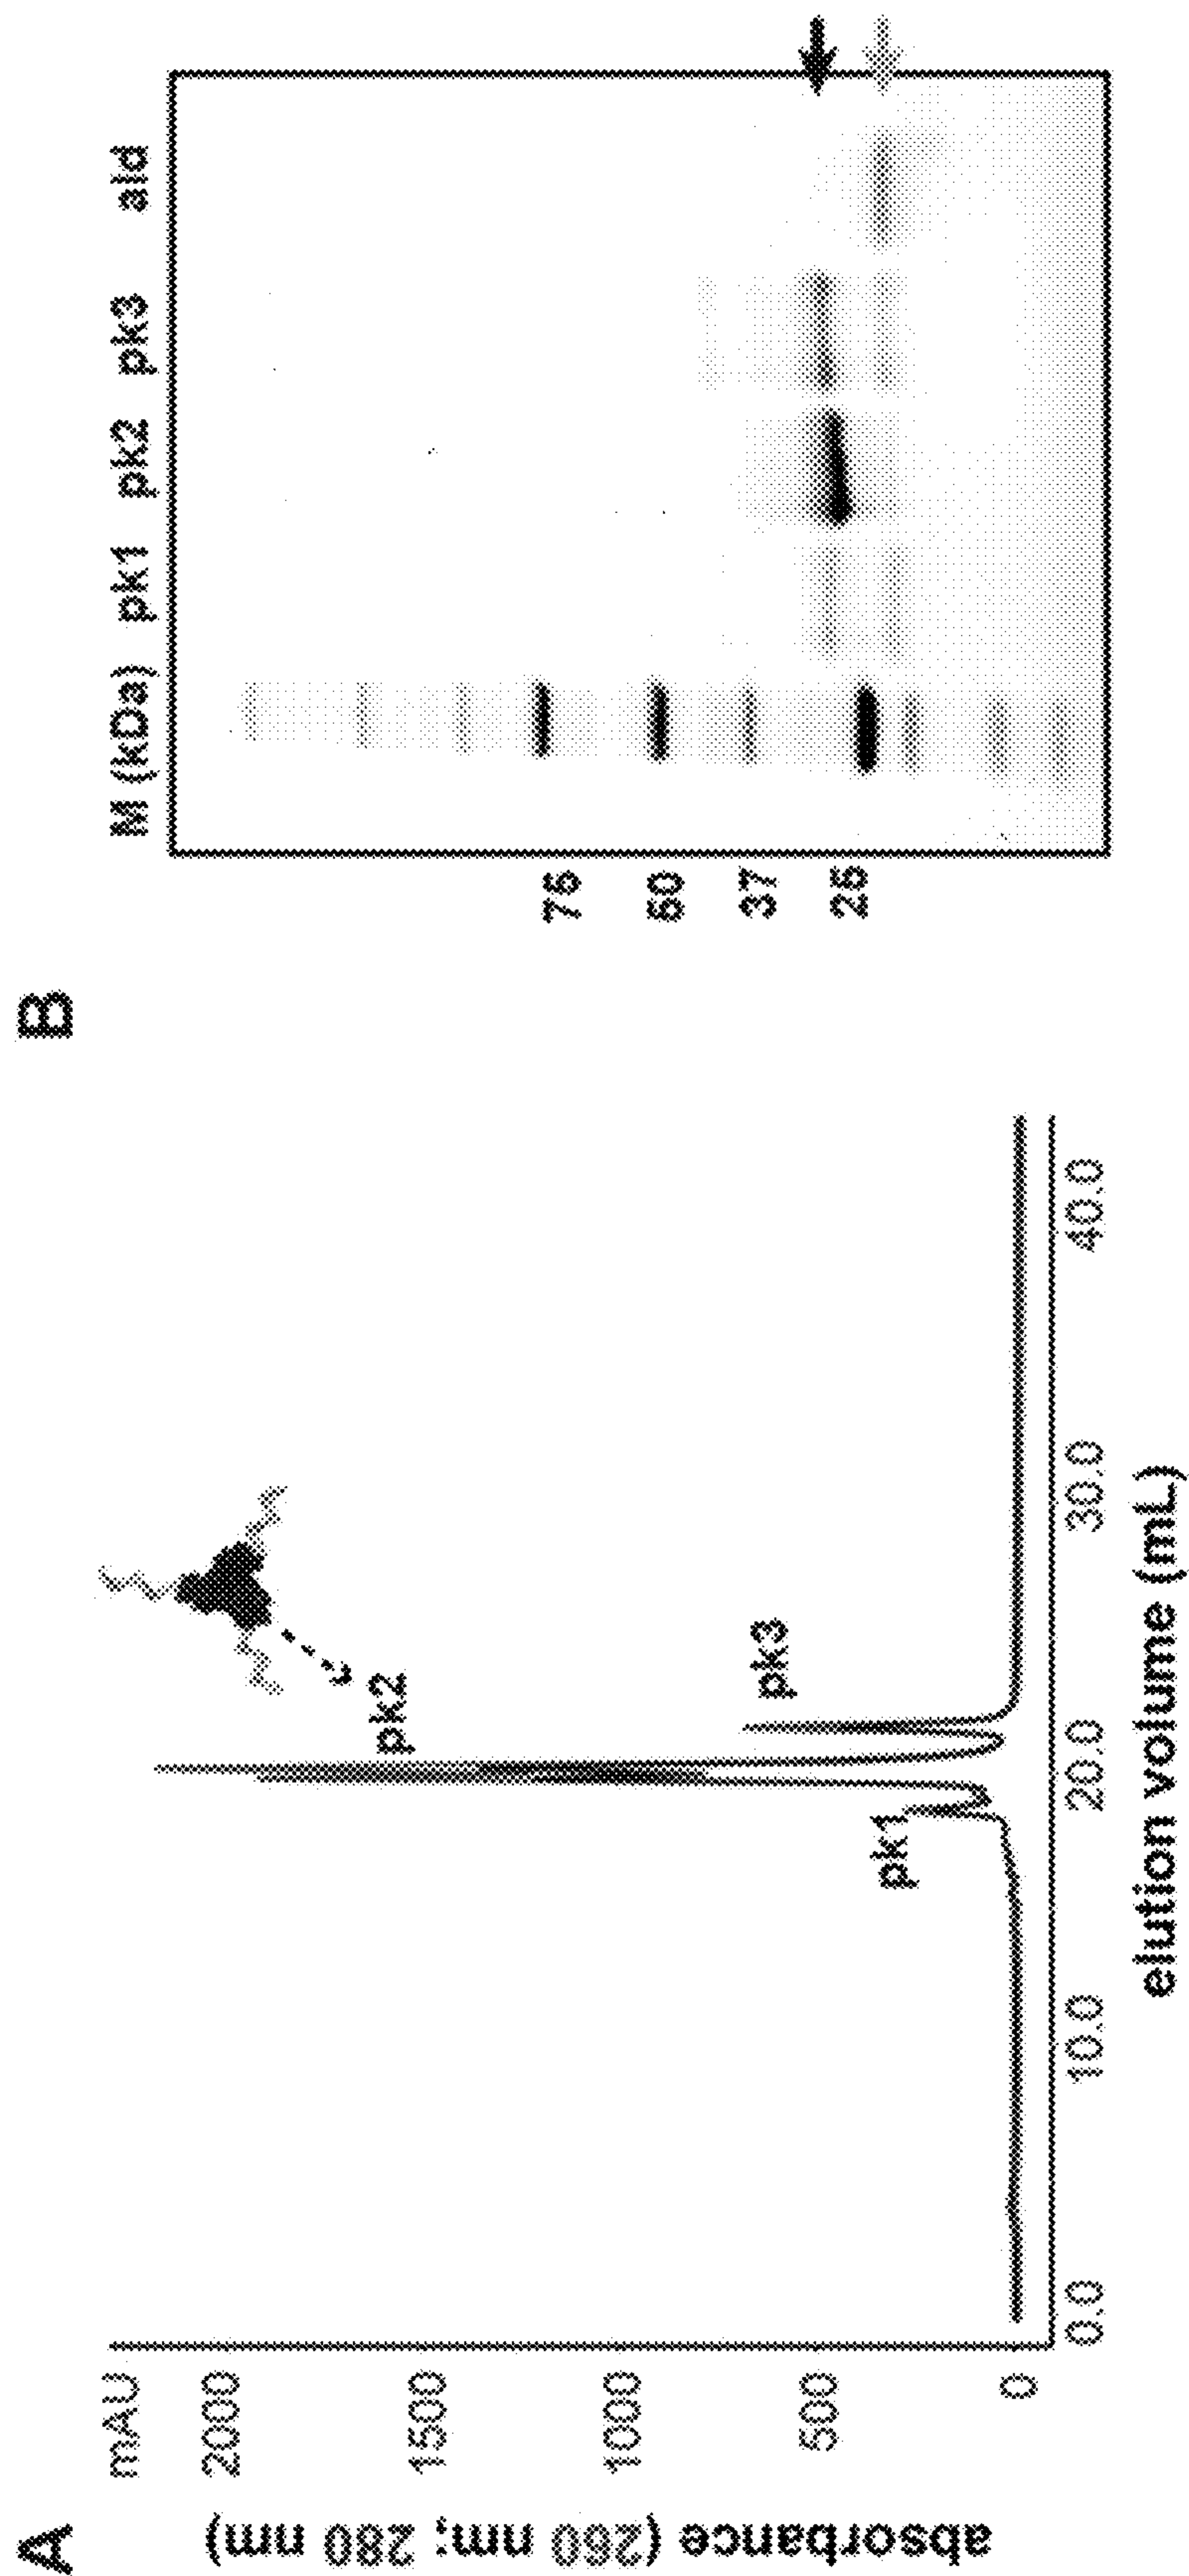 A
mAU
2000
1500
1000
500
0
absorbance (260 nm; 280 nm)
pk1
pk2
pk3
0.0 10.0 20.0 30.0 40.0
elution volume (mL)
B
M (kDa) pk1 pk2 pk3 ald
75
50
37
25